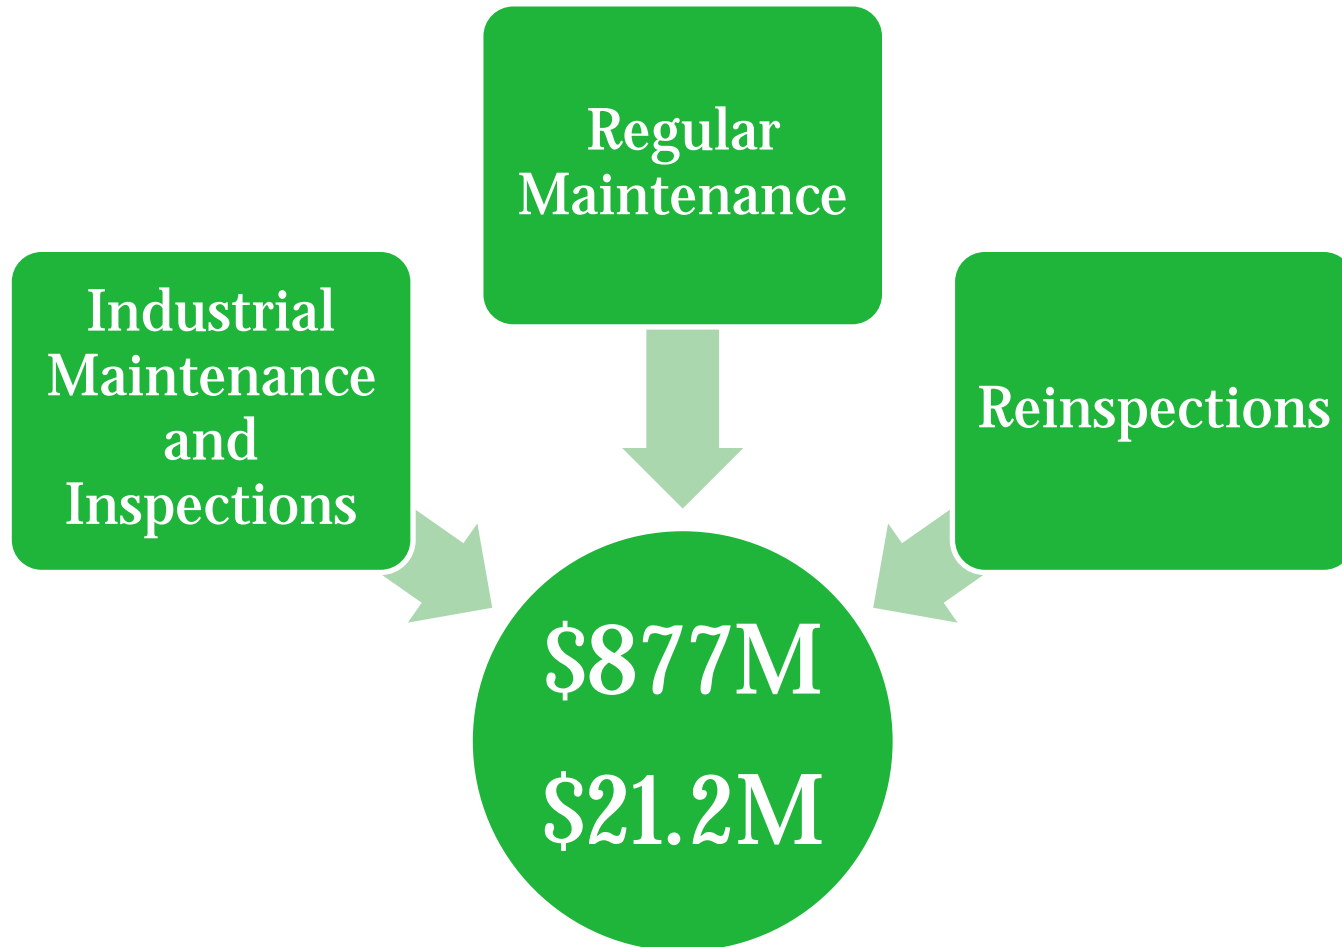 Regular
Maintenance
Industrial
Maintenance
and
Inspections
Reinspections
$877M
$21.2M